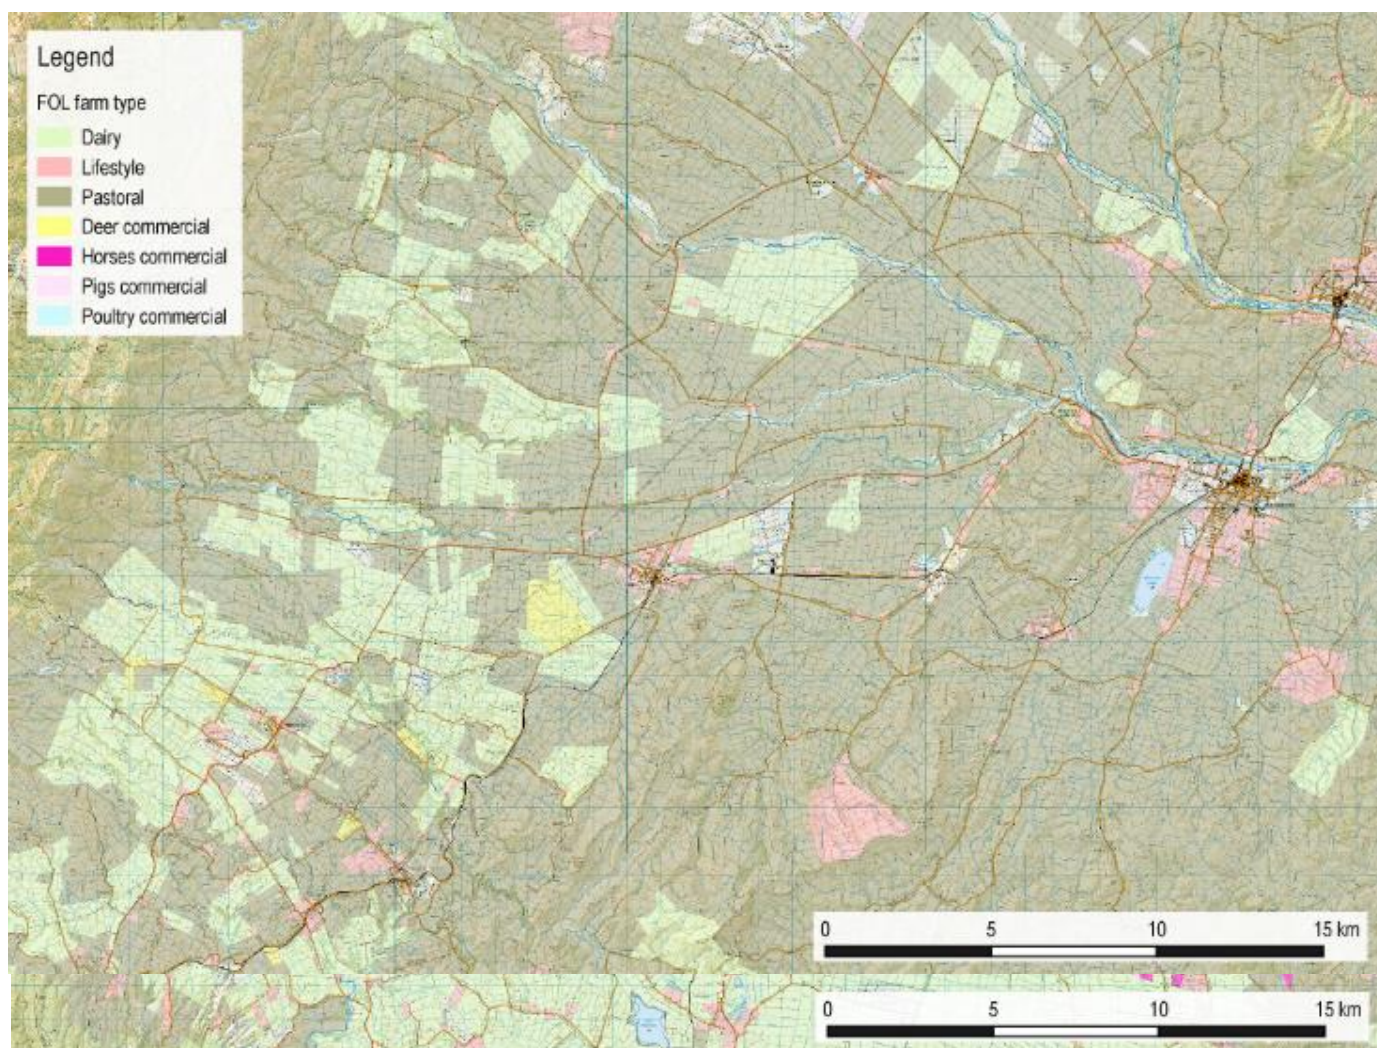 Legend
FOL farm type
Dairy
Lifestyle
Pastoral
Deer commercial
Horses commercial
Pigs commercial
Poultry commercial
0 5 10 15 km
0 5 10 15 km